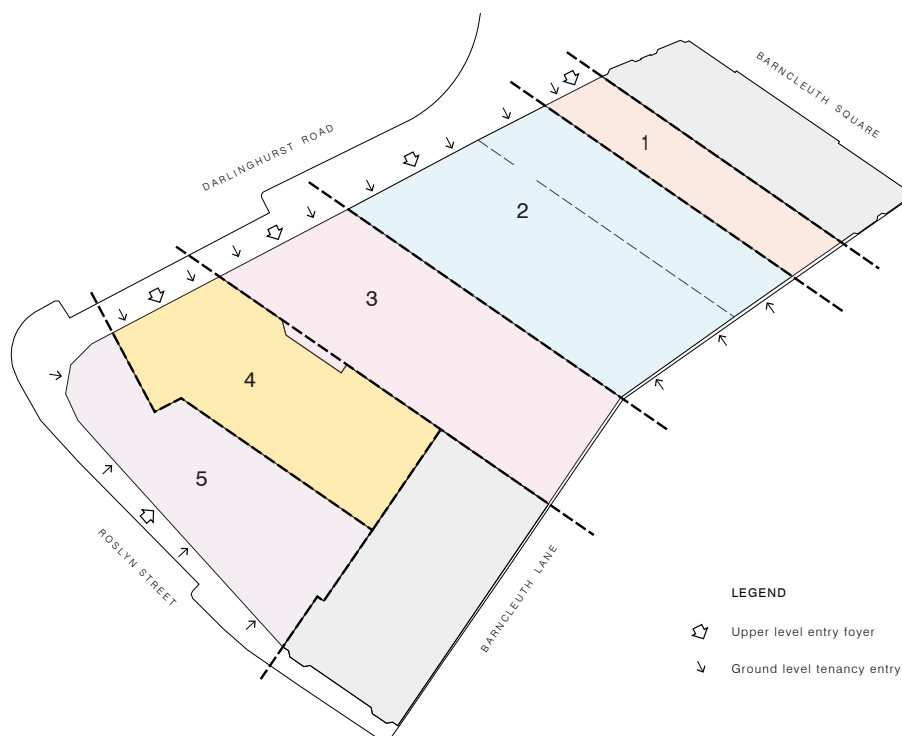 BARNCLEUTH SQUARE
DARLINGHURST ROAD
1
2
3
4
5
ROSLYN STREET
BARNCLEUTH LANE
LEGEND
Upper level entry foyer
Ground level tenancy entry